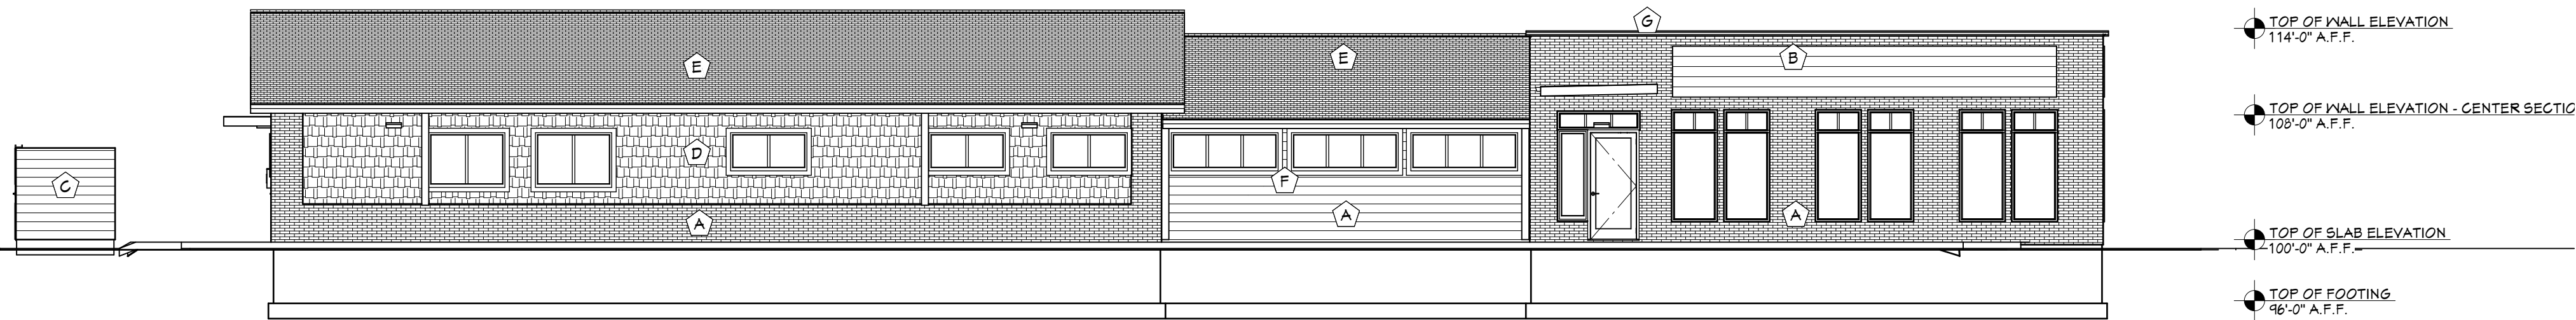 G
TOP OF WALL ELEVATION
114'-0" A.F.F.
E
E
B
TOP OF WALL ELEVATION - CENTER SECTIO
108'-0" A.F.F.
D
C
F
A
A
A
TOP OF SLAB ELEVATION
100'-0" A.F.F.
TOP OF FOOTING
96'-0" A.F.F.